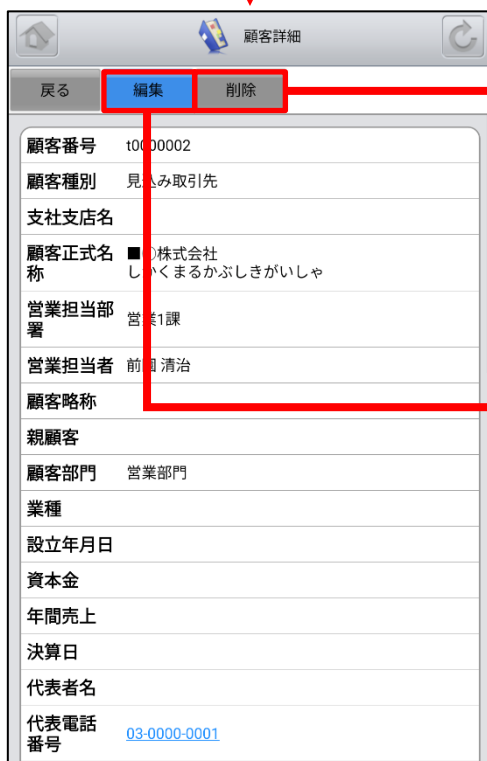 顧客詳細
戻る 編集 削除
顧客番号 t0000002
顧客種別 見込み取引先
支社支店名
顧客正式名
称
■○株式会社
しかくまるかぶしきがいしゃ
営業担当部
署
営業1課
営業担当者 前園 清治
顧客略称
親顧客
顧客部門 営業部門
業種
設立年月日
資本金
年間売上
決算日
代表者名
代表電話
番号
03-0000-0001